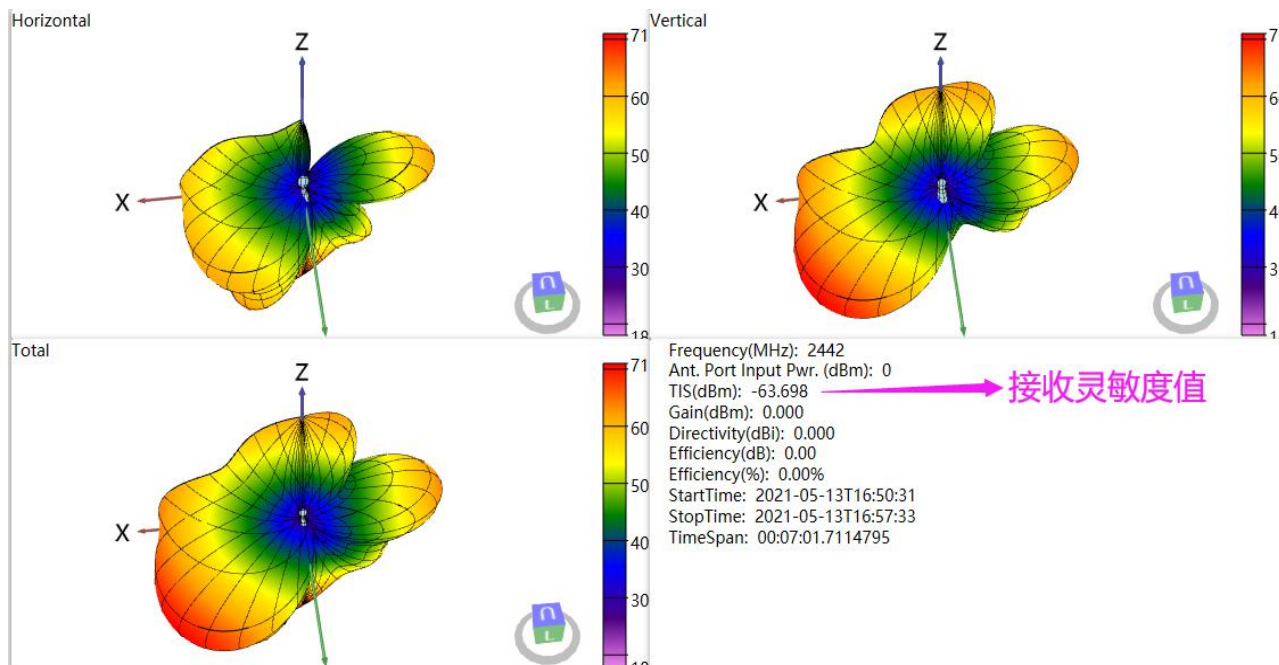 Horizontal
Z
X
71
60
50
40
30
18
Vertical
Z
X
7
6
5
4
3
1
Total
Z
X
71
60
50
40
30
Frequency(MHz): 2442
Ant. Port Input Pwr. (dBm): 0
TIS(dBm): -63.698
接收灵敏度值
Gain(dBm): 0.000
Directivity(dBi): 0.000
Efficiency(dB): 0.00
Efficiency(%): 0.00%
StartTime: 2021-05-13T16:50:31
StopTime: 2021-05-13T16:57:33
TimeSpan: 00:07:01.7114795